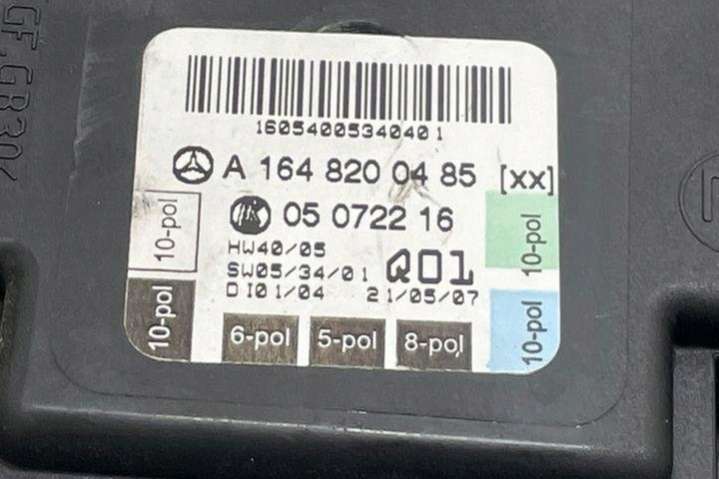 1605400534040 1
A 164 820 04 85 [xx]
05 0722 16
HW40/05
SW05/34/01
Q01
DI01/04 21/05/07
10-pol
10-pol
10-pol
10-pol
6-pol
5-pol
8-pol